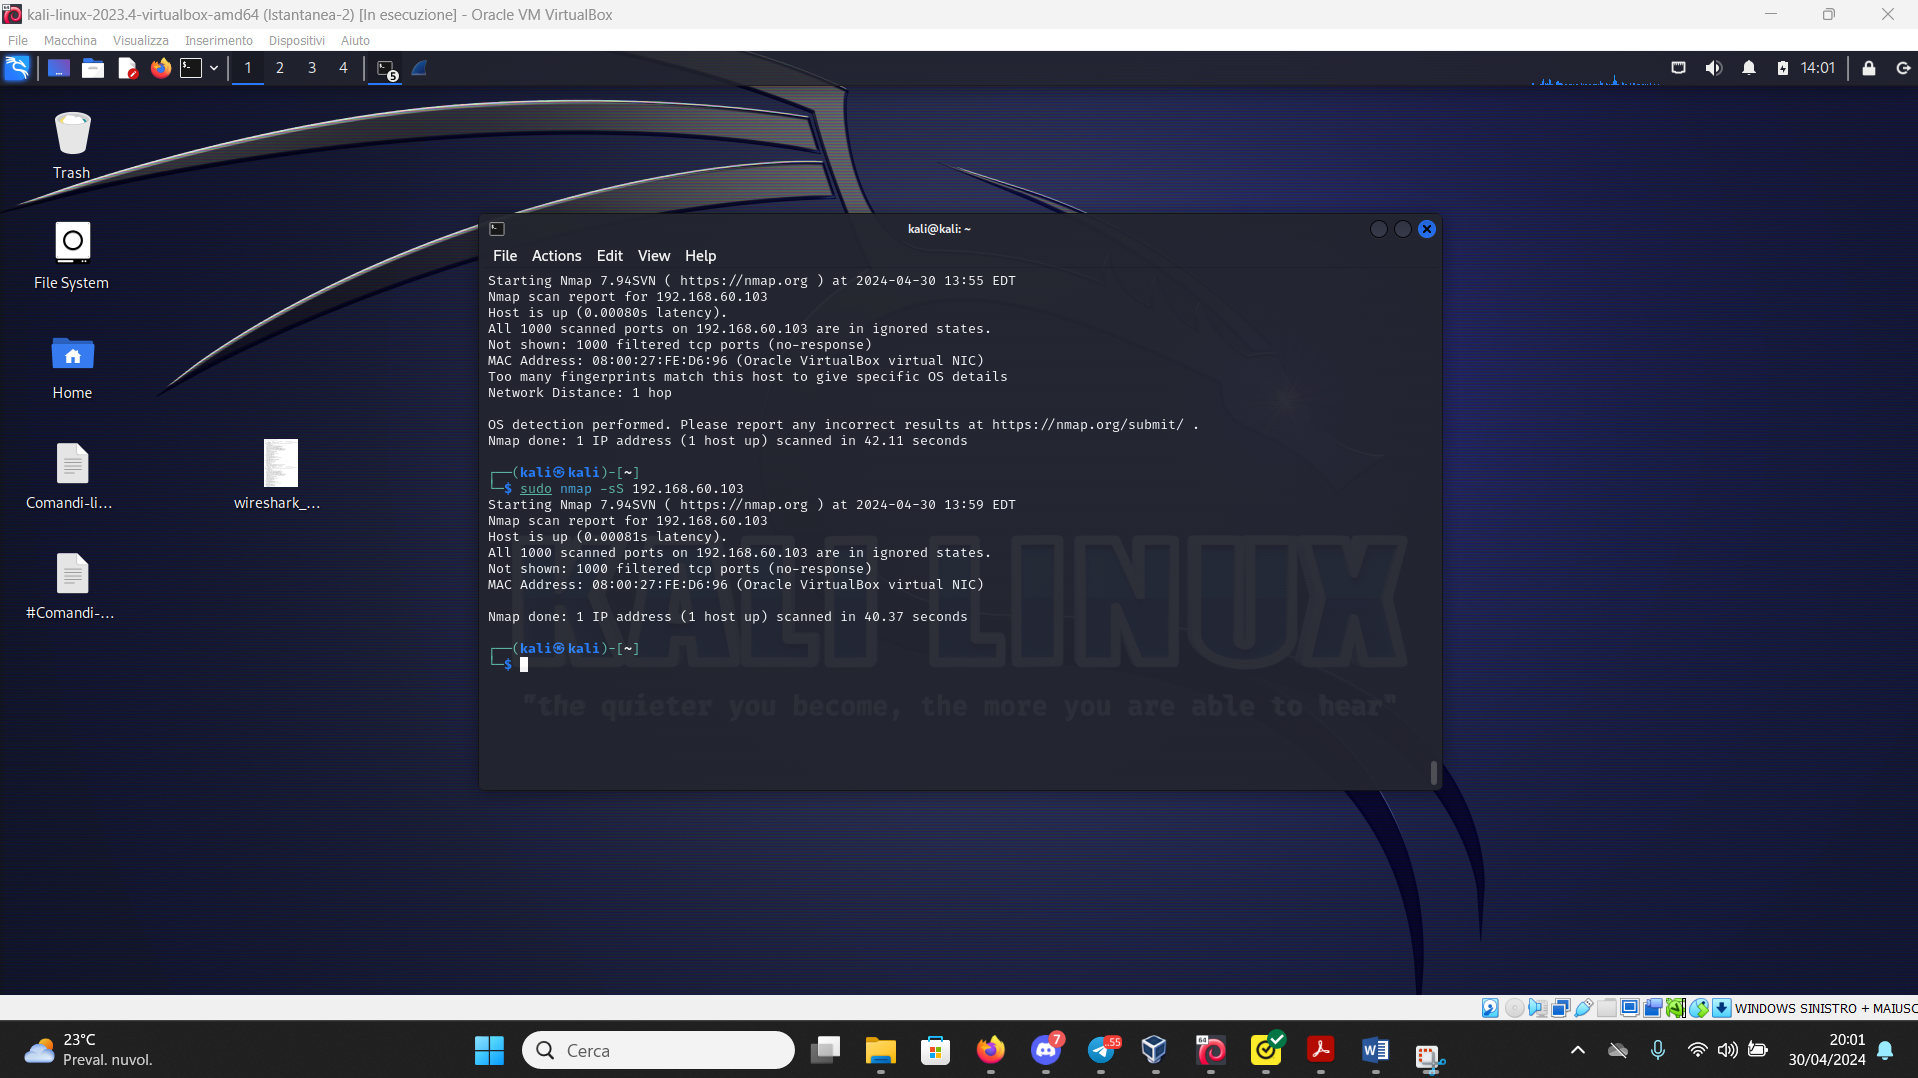 kali-linux-2023.4-virtualbox-amd64 (Istantanea-2) [In esecuzione] - Oracle VM VirtualBox
File Macchina Visualizza Inserimento Dispositivi Aiuto
1 2 3 4 5 14:01
Trash
File System
Home
Comandi-li...
wireshark_...
#Comandi-...
kali@kali: ~
File Actions Edit View Help
Starting Nmap 7.94SVN ( https://nmap.org ) at 2024-04-30 13:55 EDT
Nmap scan report for 192.168.60.103
Host is up (0.00080s latency).
All 1000 scanned ports on 192.168.60.103 are in ignored states.
Not shown: 1000 filtered tcp ports (no-response)
MAC Address: 08:00:27:FE:D6:96 (Oracle VirtualBox virtual NIC)
Too many fingerprints match this host to give specific OS details
Network Distance: 1 hop
OS detection performed. Please report any incorrect results at https://nmap.org/submit/ .
Nmap done: 1 IP address (1 host up) scanned in 42.11 seconds
┌──(kali㉿kali)-[~]
└─$ sudo nmap -sS 192.168.60.103
Starting Nmap 7.94SVN ( https://nmap.org ) at 2024-04-30 13:59 EDT
Nmap scan report for 192.168.60.103
Host is up (0.00081s latency).
All 1000 scanned ports on 192.168.60.103 are in ignored states.
Not shown: 1000 filtered tcp ports (no-response)
MAC Address: 08:00:27:FE:D6:96 (Oracle VirtualBox virtual NIC)
Nmap done: 1 IP address (1 host up) scanned in 40.37 seconds
┌──(kali㉿kali)-[~]
└─$
KALI LINUX
"the quieter you become, the more you are able to hear"
WINDOWS SINISTRO + MAIUSC
23°C
Preval. nuvol.
Cerca
7
55
64
20:01
30/04/2024